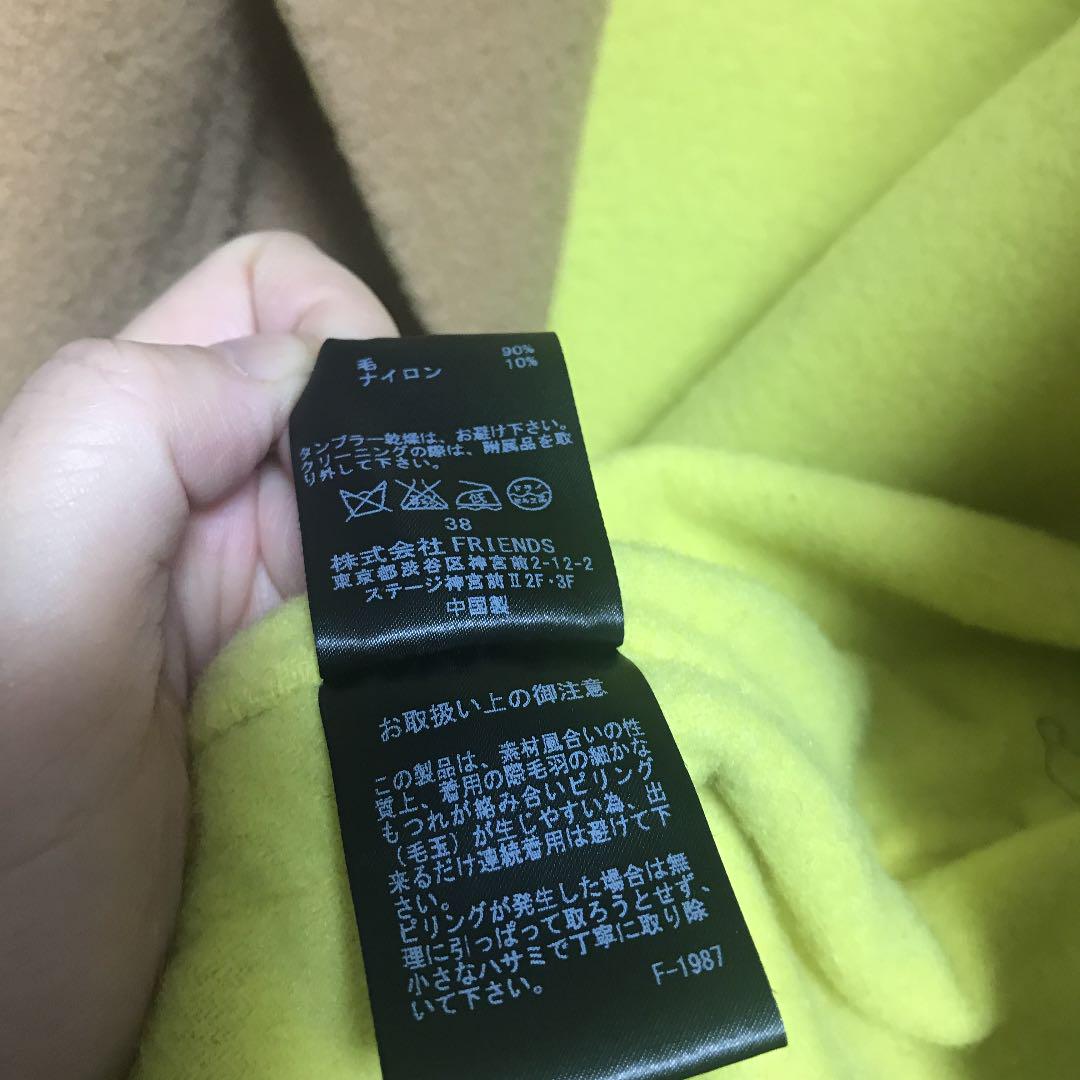 毛 90%
ナイロン 10%
タンブラー乾燥は、お避け下さい。
クリーニングの際は、附属品を取
り外して下さい。
38
株式会社 FRIENDS
東京都渋谷区神宮前2-12-2
ステージ神宮前Ⅱ2F・3F
中国製
お取扱い上の御注意
この製品は、素材風合いの性
質上、着用の際毛羽の細かな
もつれが絡み合いピリング
(毛玉)が生じやすい為、出
来るだけ連続着用は避けて下
さい。
ピリングが発生した場合は無
理に引っぱって取ろうとせず、
小さなハサミで丁寧に取り除
いて下さい。
F-1987